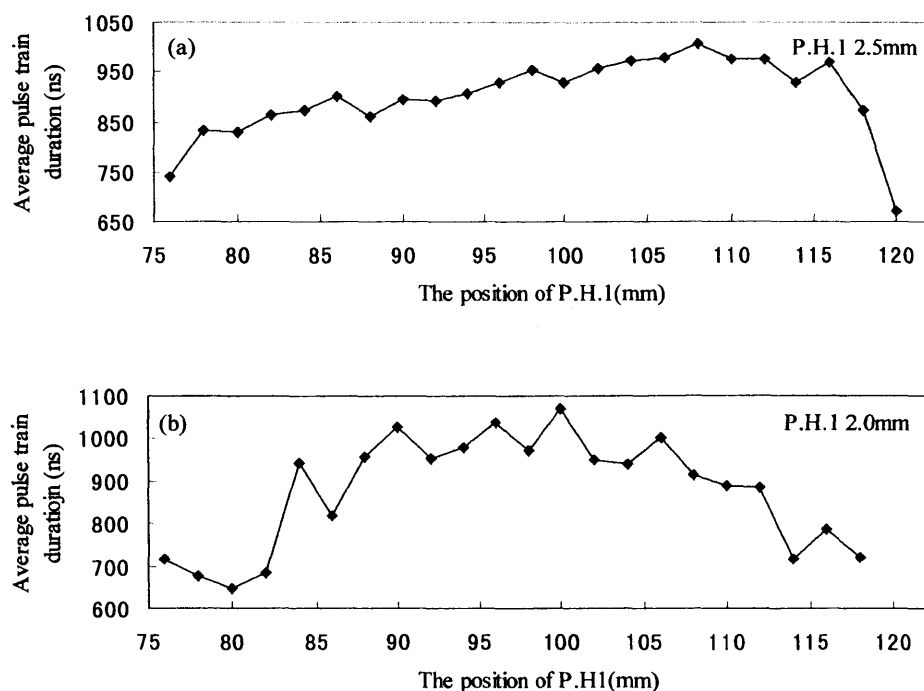 1050
(a)
P.H.1 2.5mm
950
850
750
650
Average pulse train
duration (ns)
75 80 85 90 95 100 105 110 115 120
The position of P.H.1(mm)
1100
(b)
P.H.1 2.0mm
1000
900
800
700
600
Average pulse train
duratiojn (ns)
75 80 85 90 95 100 105 110 115 120
The position of P.H1(mm)